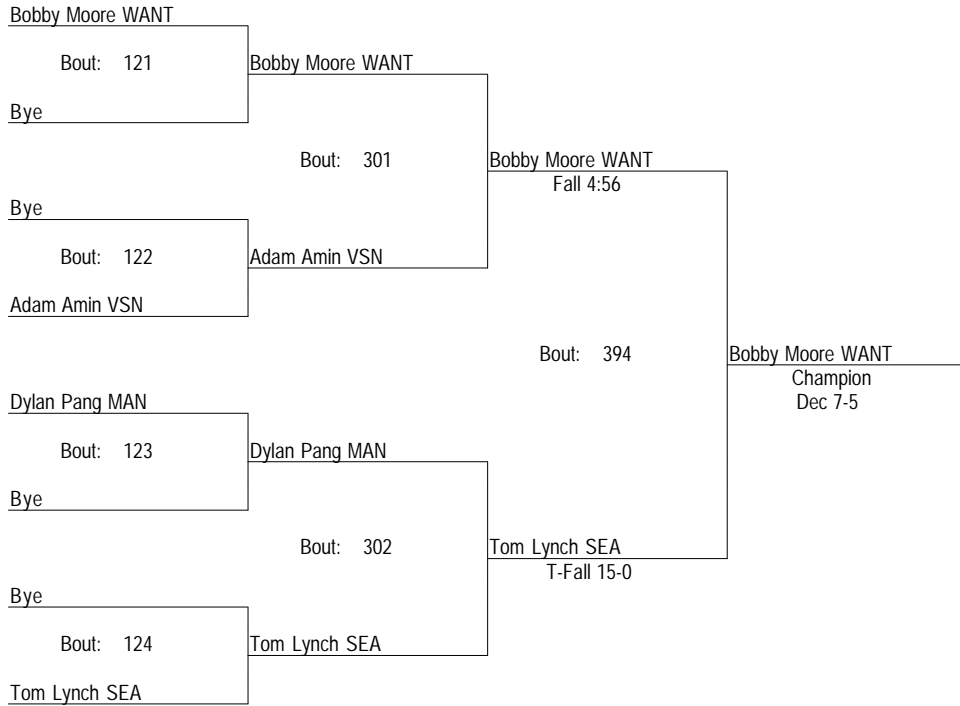 Bobby Moore WANT
Bout: 121
Bobby Moore WANT
Bye
Bout: 301
Bobby Moore WANT
Fall 4:56
Bye
Bout: 122
Adam Amin VSN
Adam Amin VSN
Bout: 394
Bobby Moore WANT
Champion
Dec 7-5
Dylan Pang MAN
Bout: 123
Dylan Pang MAN
Bye
Bout: 302
Tom Lynch SEA
T-Fall 15-0
Bye
Bout: 124
Tom Lynch SEA
Tom Lynch SEA